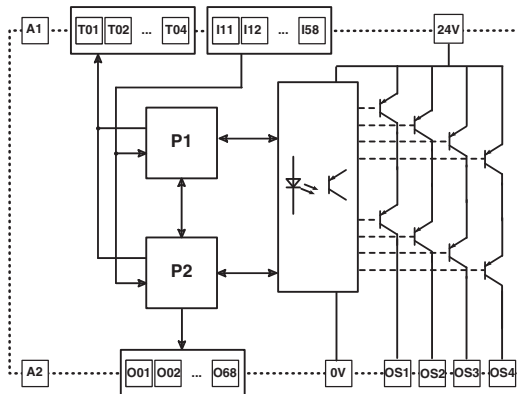 A1 T01 T02 ... T04 I11 I12 ... I58 24V
P1
P2
A2 O01 O02 ... O68 0V OS1 OS2 OS3 OS4